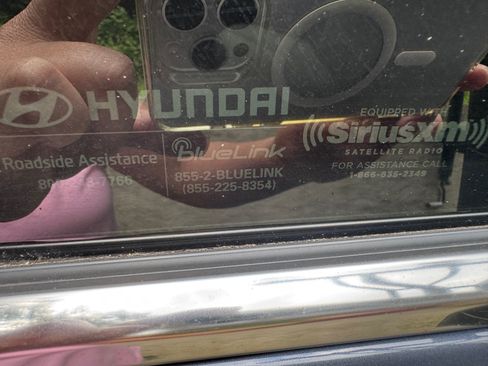 HYUNDAI
Roadside Assistance
blueLink
855-2-BLUELINK
(855-225-8354)
EQUIPPED WITH
SiriusXM
SATELLITE RADIO
FOR ASSISTANCE CALL
1-866-635-2349